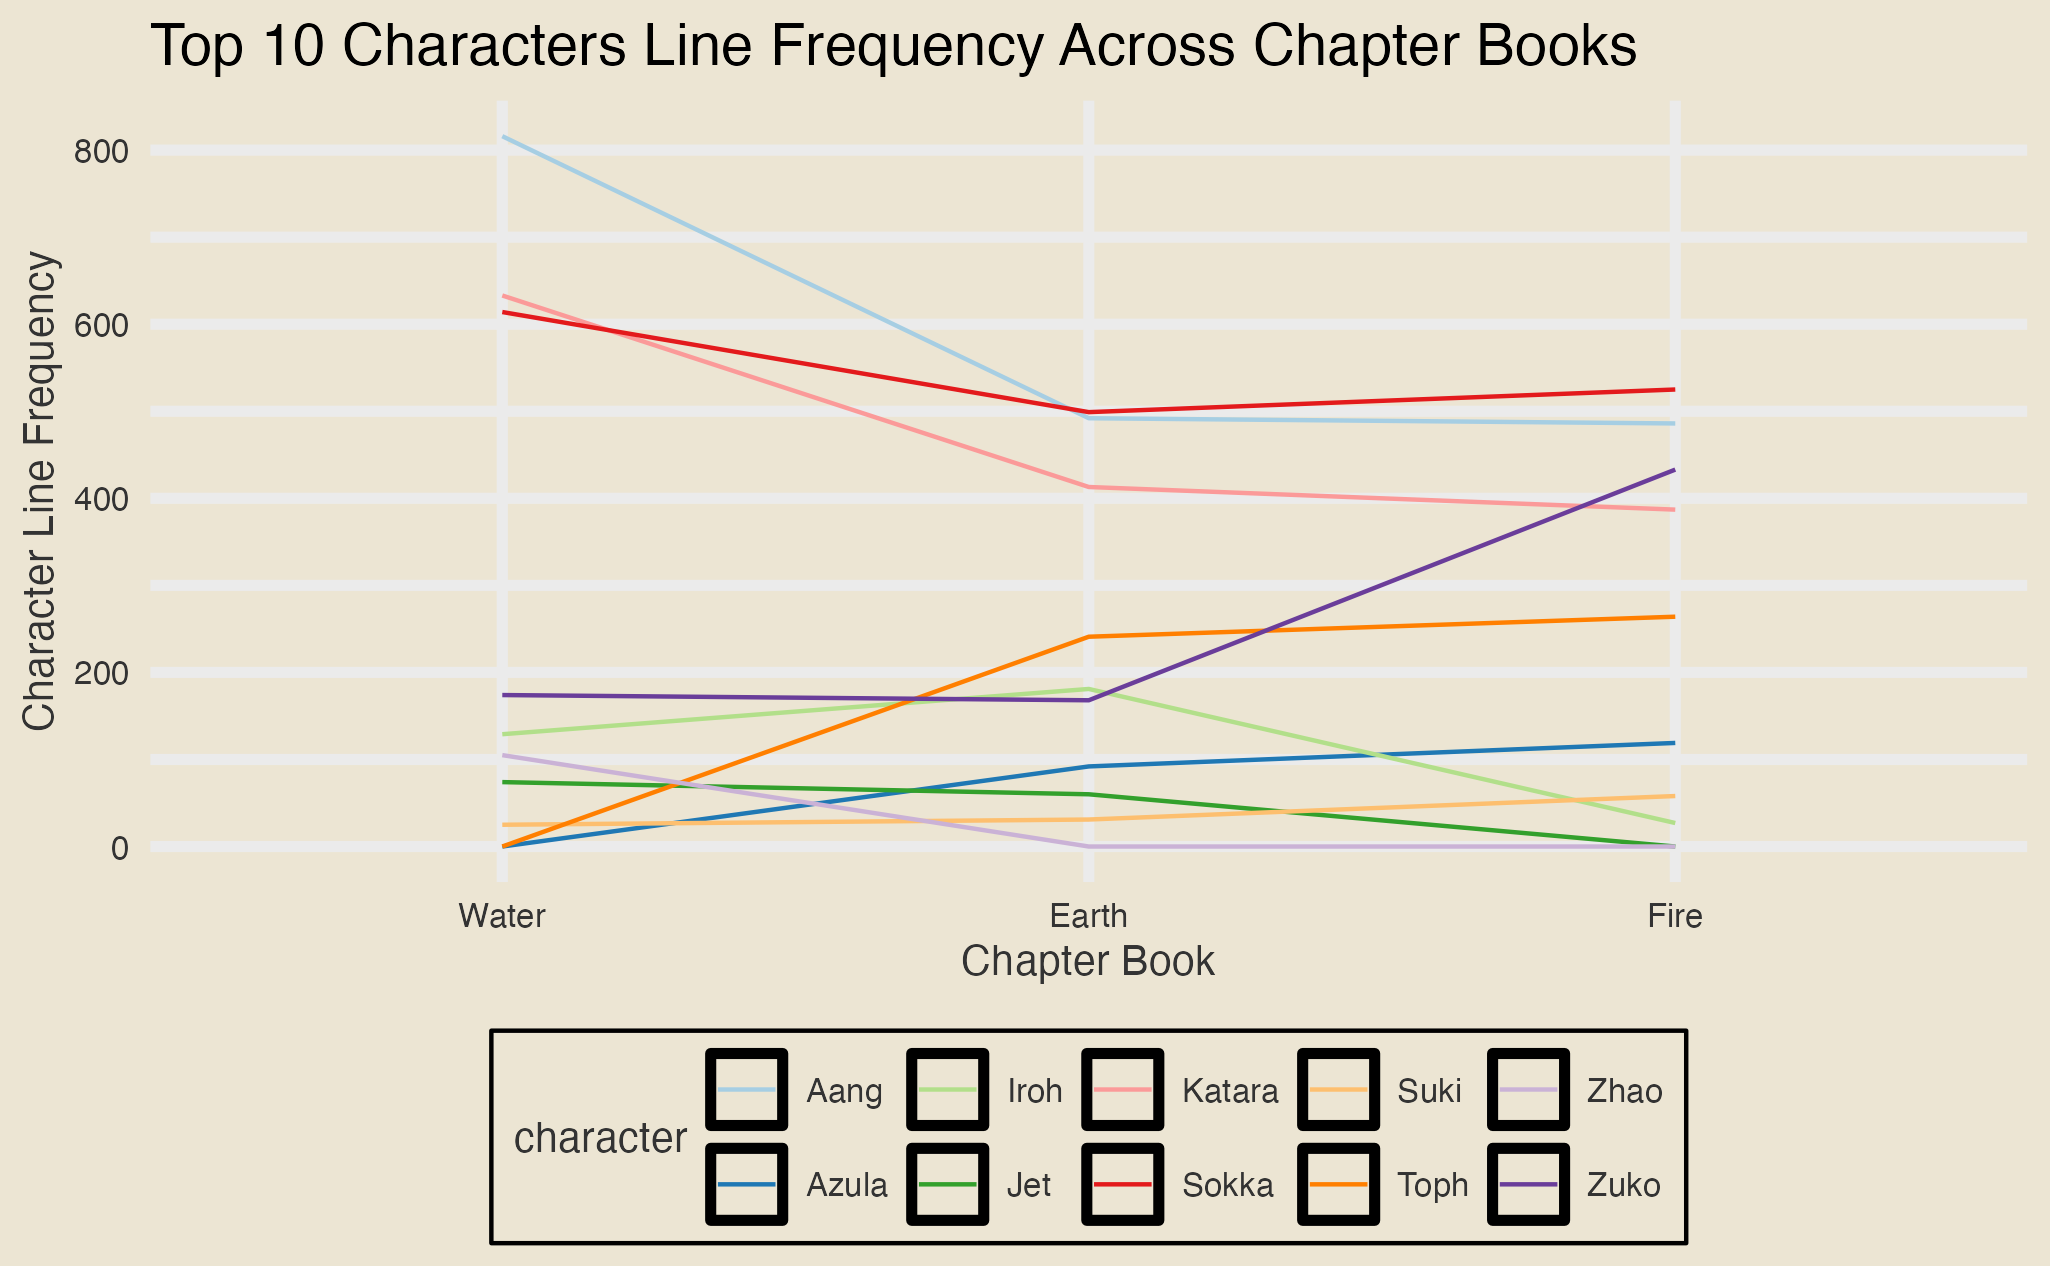 Top 10 Characters Line Frequency Across Chapter Books
Character Line Frequency
800
600
400
200
0
Water Earth Fire
Chapter Book
character
Aang Iroh Katara Suki Zhao
Azula Jet Sokka Toph Zuko